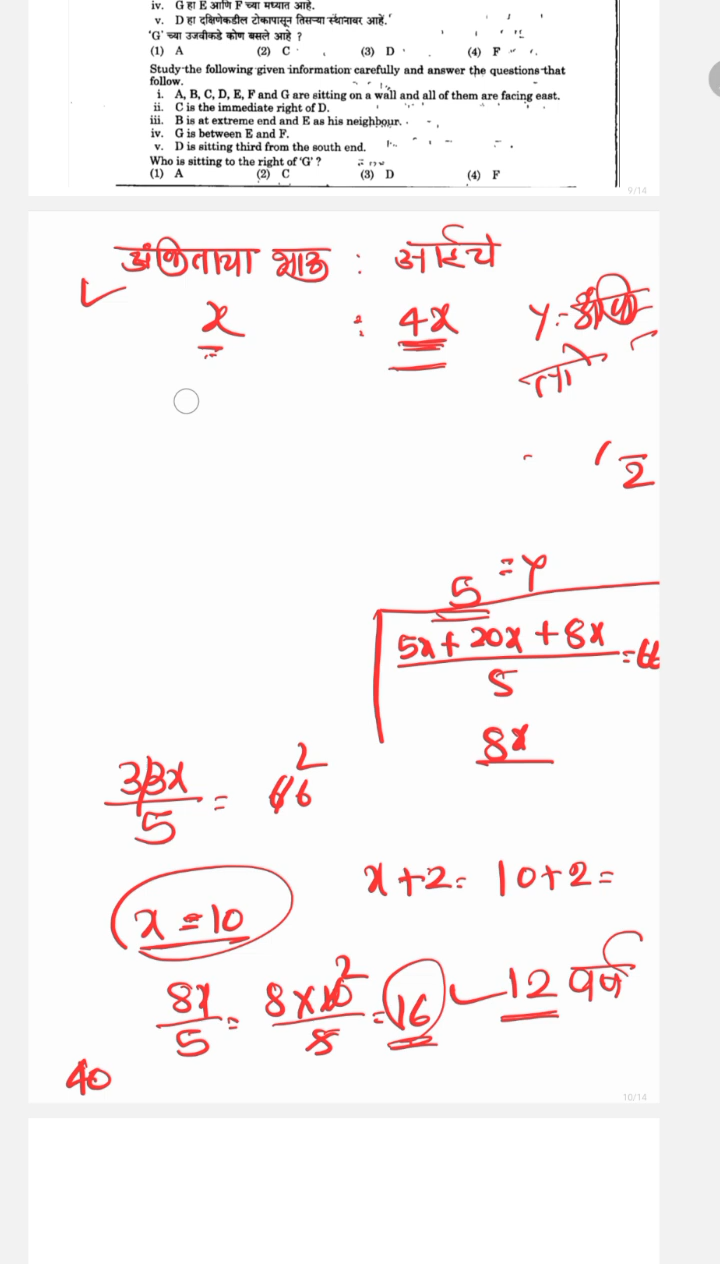 iv. G हा E आणि F च्या मध्यात आहे.
v. D हा दक्षिणेकडील टोकापासून तिसऱ्या स्थानावर आहे.
'G' च्या उजवीकडे कोण बसले आहे ?
(1) A (2) C (3) D (4) F
Study the following given information carefully and answer the questions that
follow.
i. A, B, C, D, E, F and G are sitting on a wall and all of them are facing east.
ii. C is the immediate right of D.
iii. B is at extreme end and E as his neighbour.
iv. G is between E and F.
v. D is sitting third from the south end.
Who is sitting to the right of 'G' ?
(1) A (2) C (3) D (4) F
9/14
अंकिताचा भाऊ : आईचे
x : 4x y =
2
5 = y
5x + 20x + 8x
5
8x
33x/5 = 66 2
x + 2 = 10 + 2 =
x = 10
8x/5 = 8 x 10/5 2 = 16 12 वर्ष
40
10/14